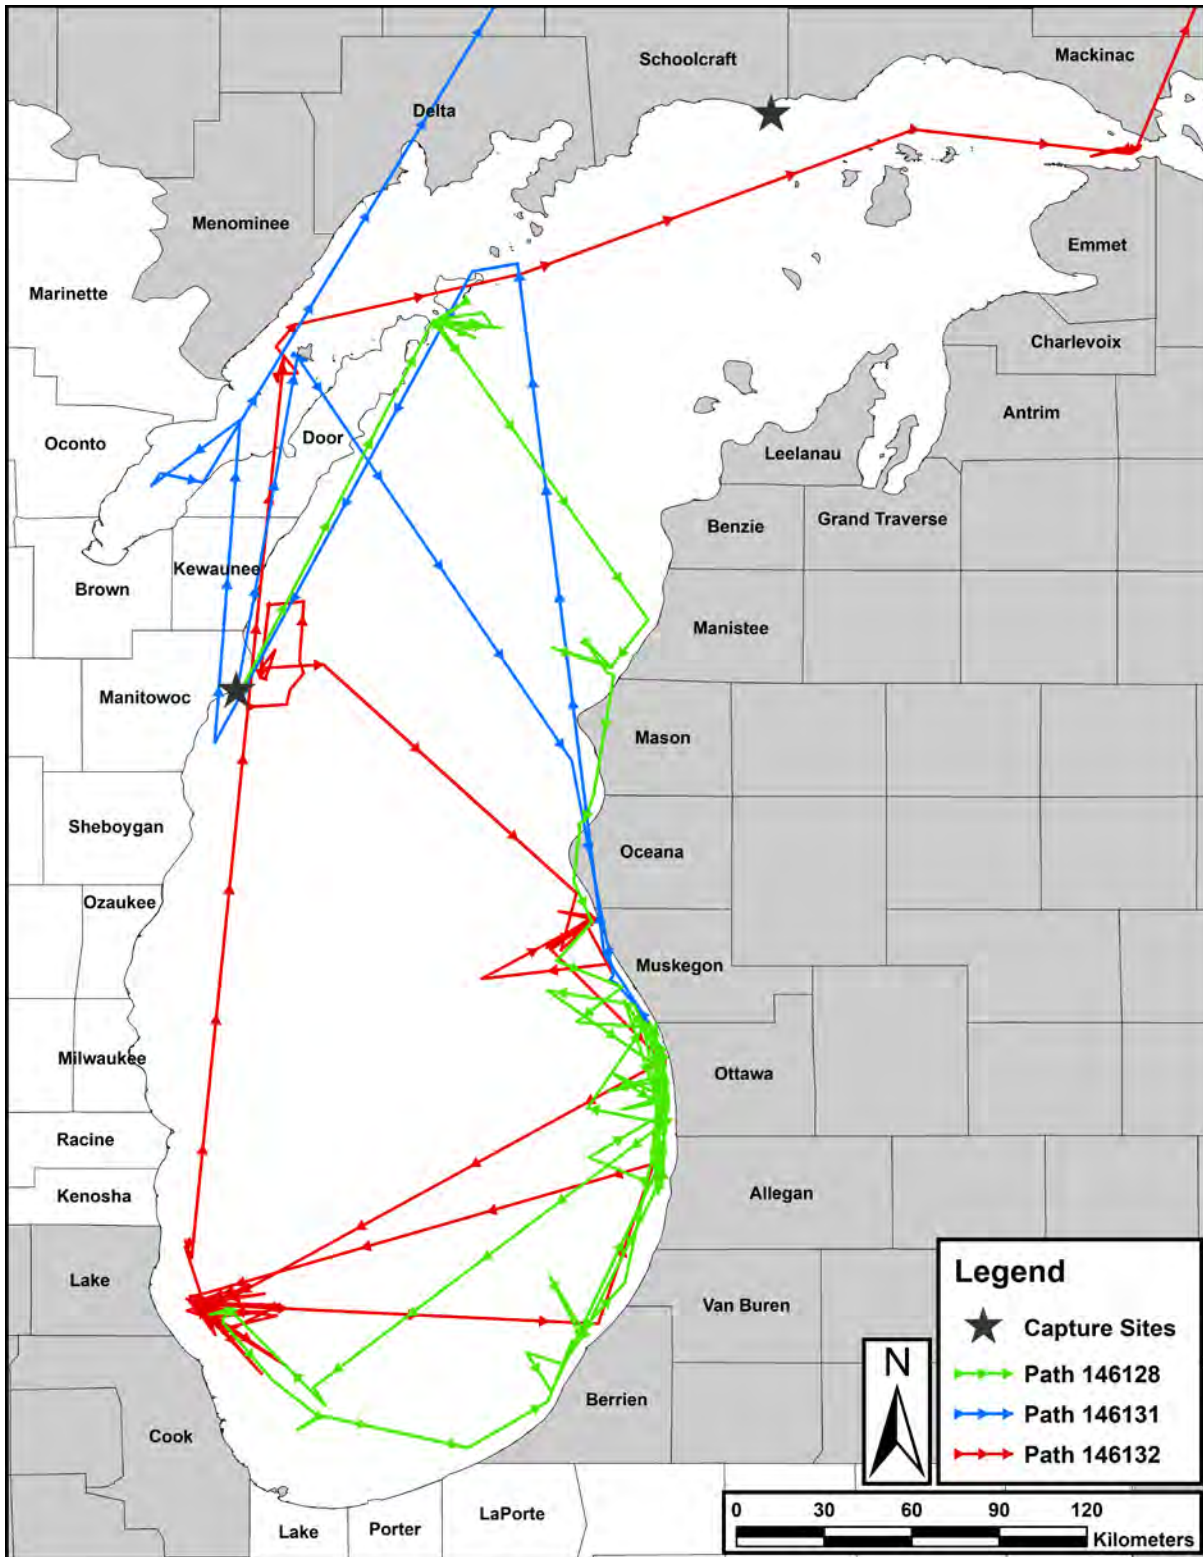 Schoolcraft
Mackinac
Delta
Menominee
Emmet
Marinette
Charlevoix
Antrim
Door
Oconto
Leelanau
Benzie
Grand Traverse
Kewaunee
Brown
Manistee
Manitowoc
Mason
Sheboygan
Oceana
Ozaukee
Muskegon
Milwaukee
Ottawa
Racine
Kenosha
Allegan
Lake
Van Buren
Berrien
Cook
LaPorte
Lake
Porter
Legend
Capture Sites
Path 146128
Path 146131
Path 146132
N
0 30 60 90 120
Kilometers